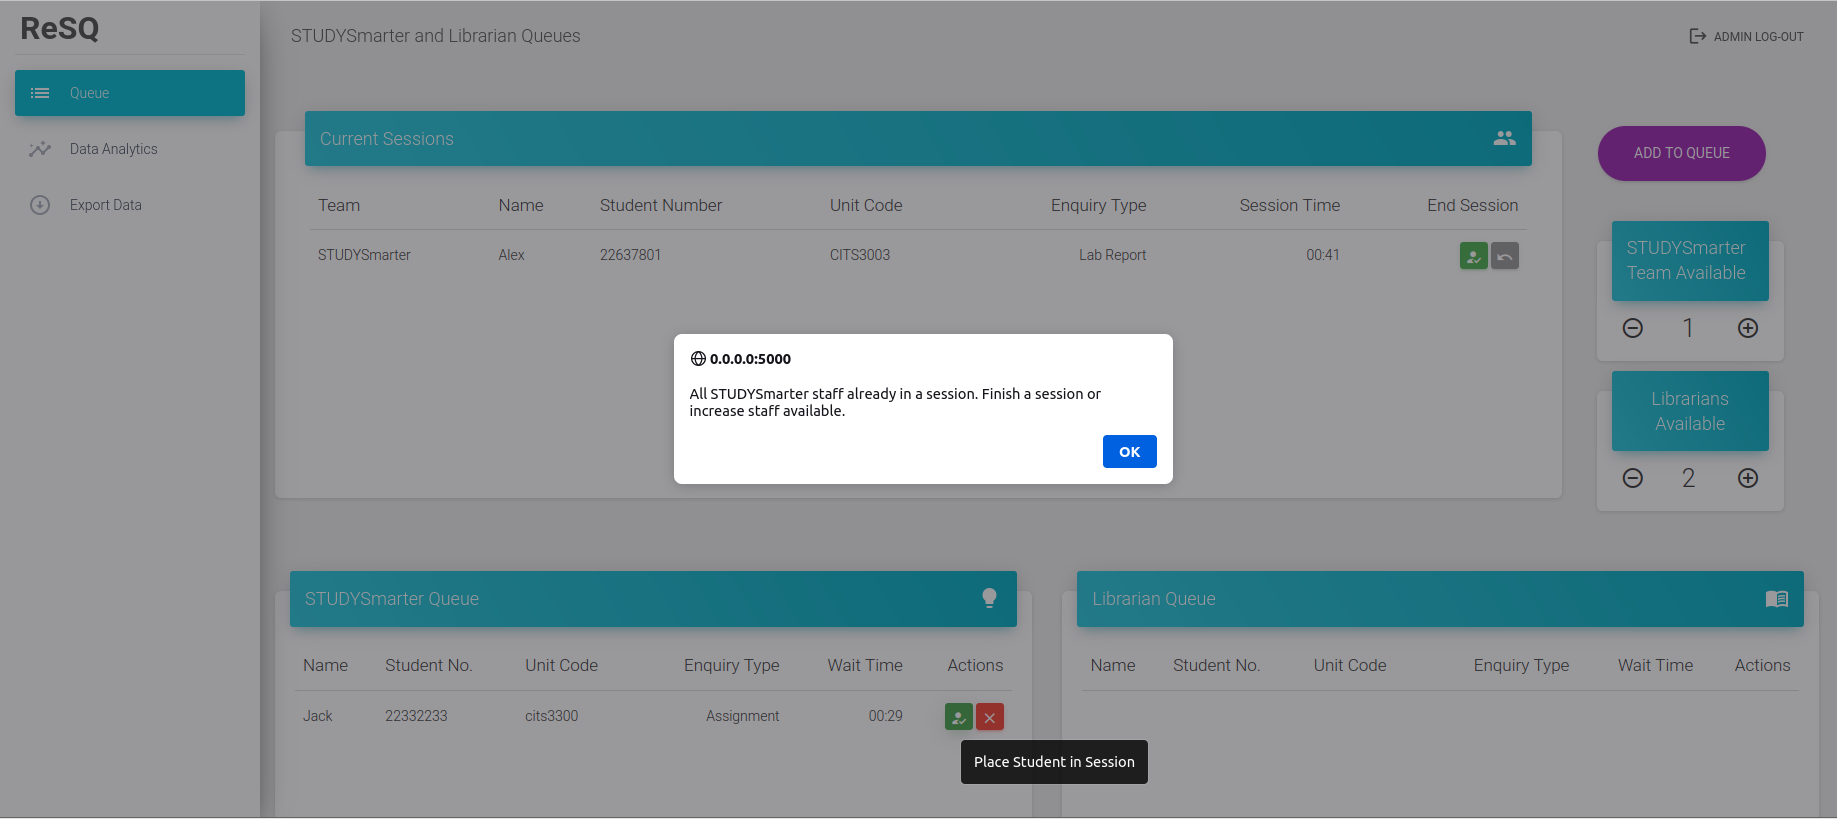 ReSQ
STUDYSmarter and Librarian Queues
ADMIN LOG-OUT
Queue
Data Analytics
Export Data
Current Sessions
ADD TO QUEUE
Team Name Student Number Unit Code Enquiry Type Session Time End Session
STUDYSmarter Alex 22637801 CITS3003 Lab Report 00:41
STUDYSmarter
Team Available
1
Librarians
Available
2
0.0.0.0:5000
All STUDYSmarter staff already in a session. Finish a session or
increase staff available.
OK
STUDYSmarter Queue
Name Student No. Unit Code Enquiry Type Wait Time Actions
Jack 22332233 cits3300 Assignment 00:29
Place Student in Session
Librarian Queue
Name Student No. Unit Code Enquiry Type Wait Time Actions